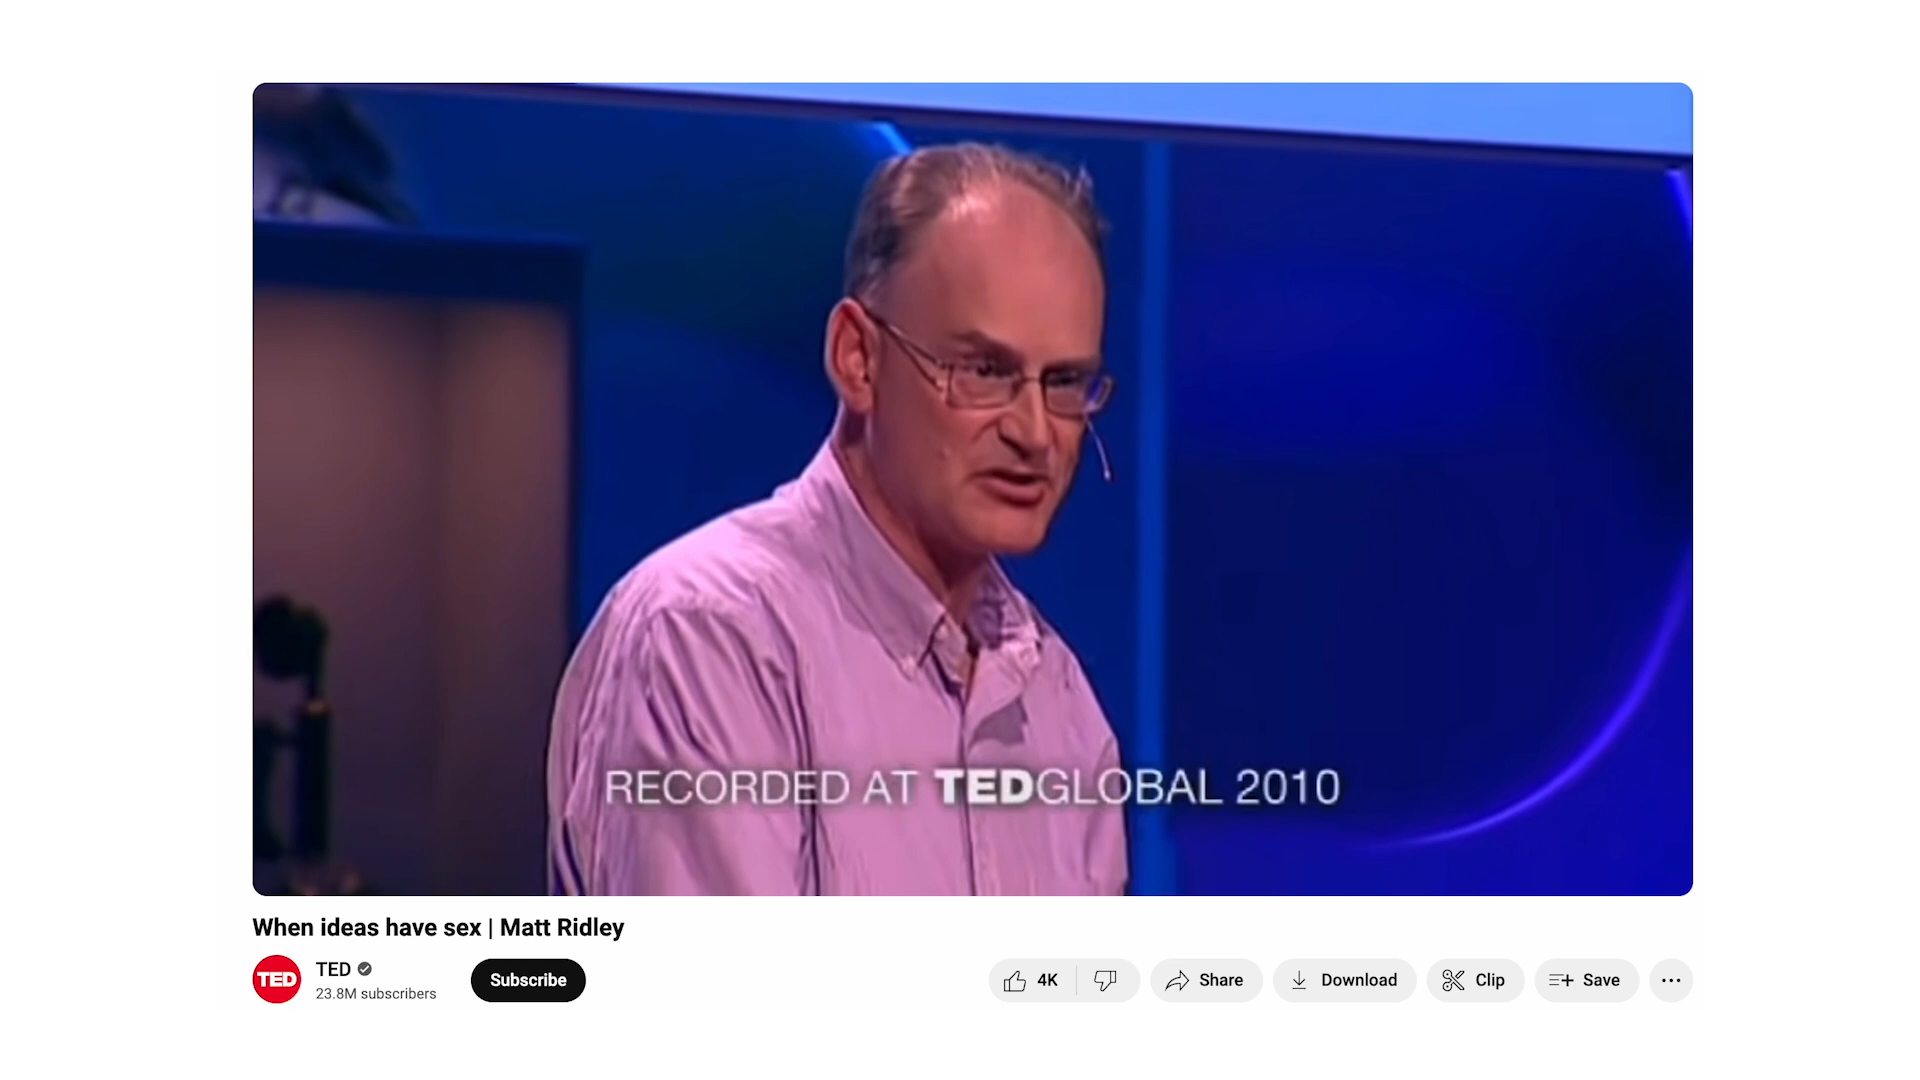 RECORDED AT TEDGLOBAL 2010
When ideas have sex | Matt Ridley
TED
TED
23.8M subscribers
Subscribe
4K
Share
Download
Clip
Save